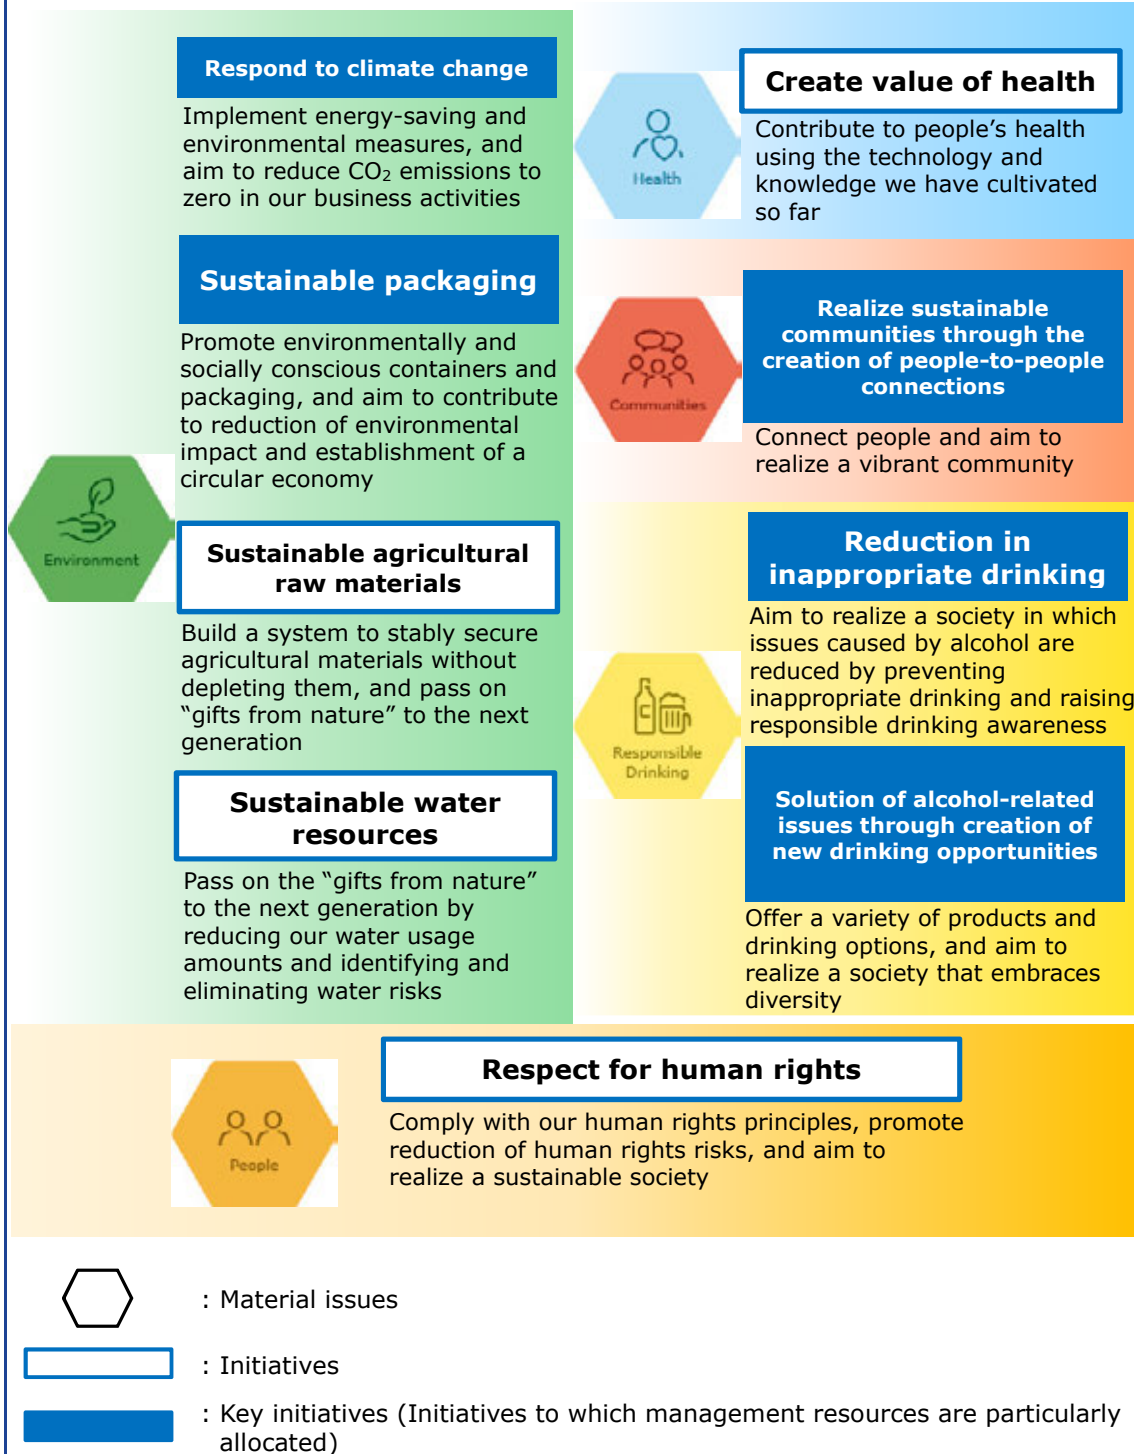 Respond to climate change
Implement energy-saving and
environmental measures, and
aim to reduce CO₂ emissions to
zero in our business activities
Sustainable packaging
Promote environmentally and
socially conscious containers and
packaging, and aim to contribute
to reduction of environmental
impact and establishment of a
circular economy
Environment
Sustainable agricultural
raw materials
Build a system to stably secure
agricultural materials without
depleting them, and pass on
“gifts from nature” to the next
generation
Sustainable water
resources
Pass on the “gifts from nature”
to the next generation by
reducing our water usage
amounts and identifying and
eliminating water risks
Health
Create value of health
Contribute to people’s health
using the technology and
knowledge we have cultivated
so far
Communities
Realize sustainable
communities through the
creation of people-to-people
connections
Connect people and aim to
realize a vibrant community
Reduction in
inappropriate drinking
Aim to realize a society in which
issues caused by alcohol are
reduced by preventing
inappropriate drinking and raising
responsible drinking awareness
Responsible
Drinking
Solution of alcohol-related
issues through creation of
new drinking opportunities
Offer a variety of products and
drinking options, and aim to
realize a society that embraces
diversity
People
Respect for human rights
Comply with our human rights principles, promote
reduction of human rights risks, and aim to
realize a sustainable society
: Material issues
: Initiatives
: Key initiatives (Initiatives to which management resources are particularly
allocated)